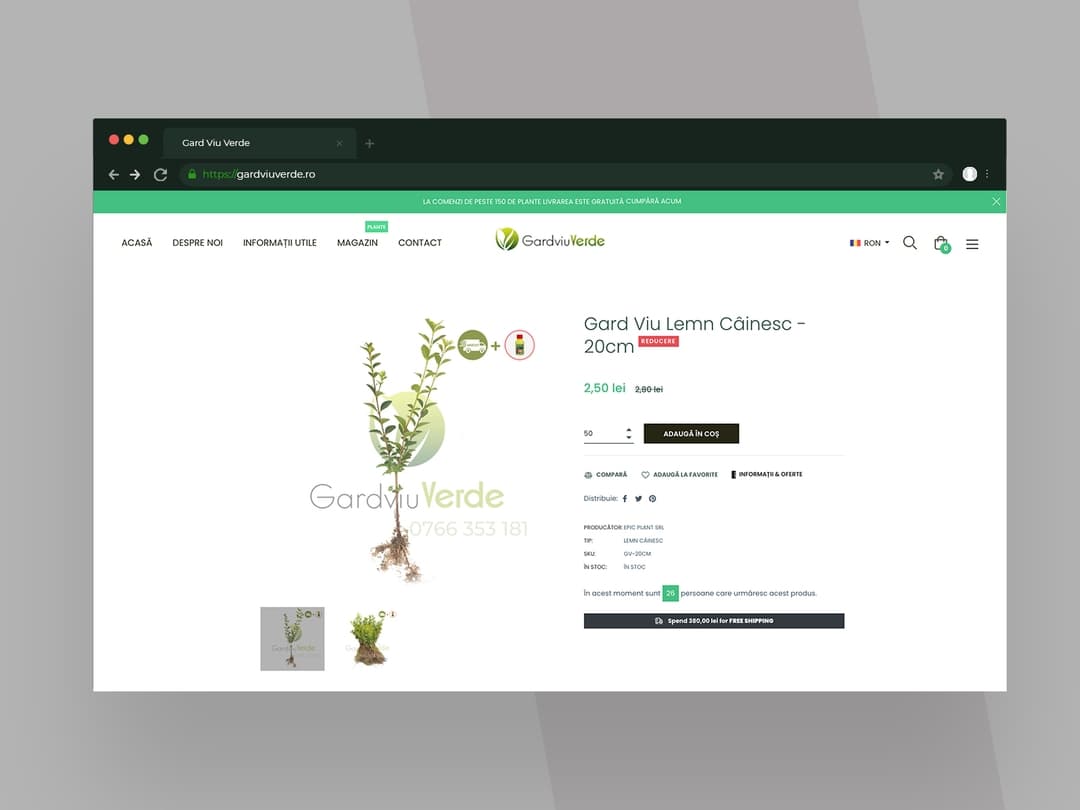 Gard Viu Verde
https://gardviuverde.ro
LA COMENZI DE PESTE 150 DE PLANTE LIVRAREA ESTE GRATUITĂ CUMPĂRĂ ACUM
PLANTE
ACASĂ DESPRE NOI INFORMAȚII UTILE MAGAZIN CONTACT
GardviuVerde
RON
0
Gard Viu Lemn Câinesc -
20cm REDUCERE
2,50 lei 2,80 lei
50 ADAUGĂ ÎN COȘ
COMPARĂ ADAUGĂ LA FAVORITE INFORMAȚII & OFERTE
Distribuie:
GardviuVerde
0766 353 181
PRODUCĂTOR: EPIC PLANT SRL
TIP: LEMN CÂINESC
SKU: GV-20CM
ÎN STOC: ÎN STOC
În acest moment sunt 26 persoane care urmăresc acest produs.
Spend 380,00 lei for FREE SHIPPING